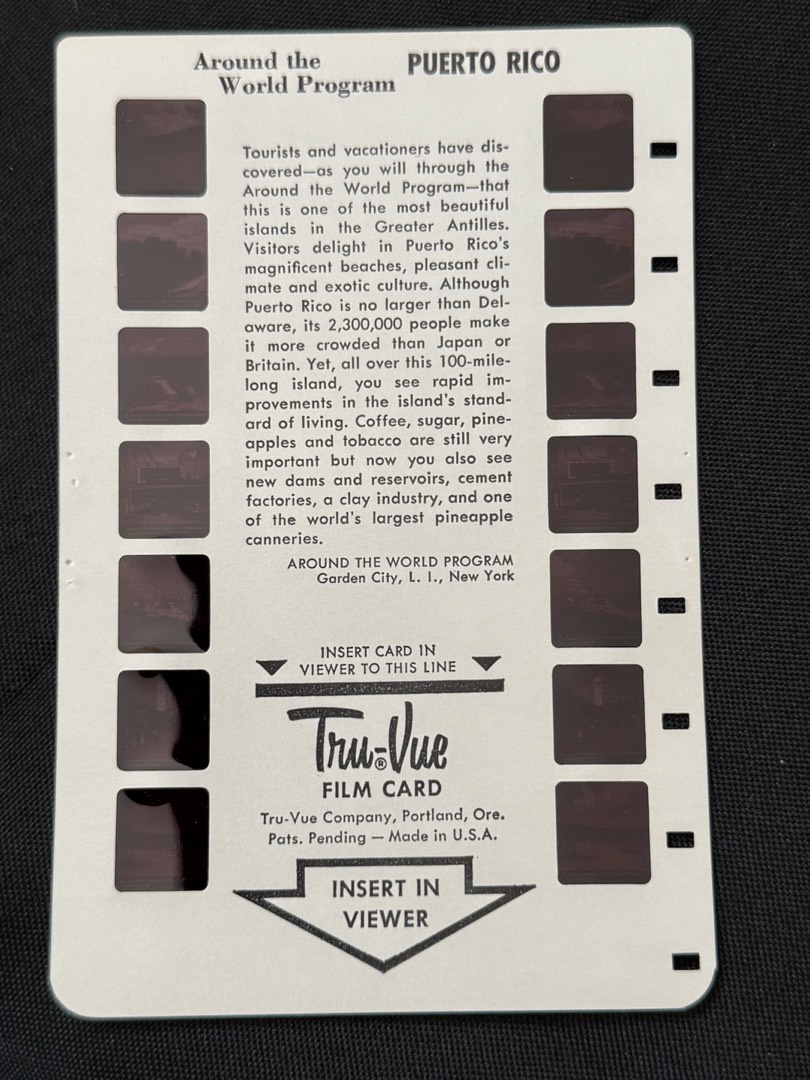 Around the
World Program
PUERTO RICO
Tourists and vacationers have dis-
covered—as you will through the
Around the World Program—that
this is one of the most beautiful
islands in the Greater Antilles.
Visitors delight in Puerto Rico's
magnificent beaches, pleasant cli-
mate and exotic culture. Although
Puerto Rico is no larger than Del-
aware, its 2,300,000 people make
it more crowded than Japan or
Britain. Yet, all over this 100-mile-
long island, you see rapid im-
provements in the island's stand-
ard of living. Coffee, sugar, pine-
apples and tobacco are still very
important but now you also see
new dams and reservoirs, cement
factories, a clay industry, and one
of the world's largest pineapple
canneries.
AROUND THE WORLD PROGRAM
Garden City, L. I., New York
INSERT CARD IN
VIEWER TO THIS LINE
Tru-Vue®
FILM CARD
Tru-Vue Company, Portland, Ore.
Pats. Pending — Made in U.S.A.
INSERT IN
VIEWER